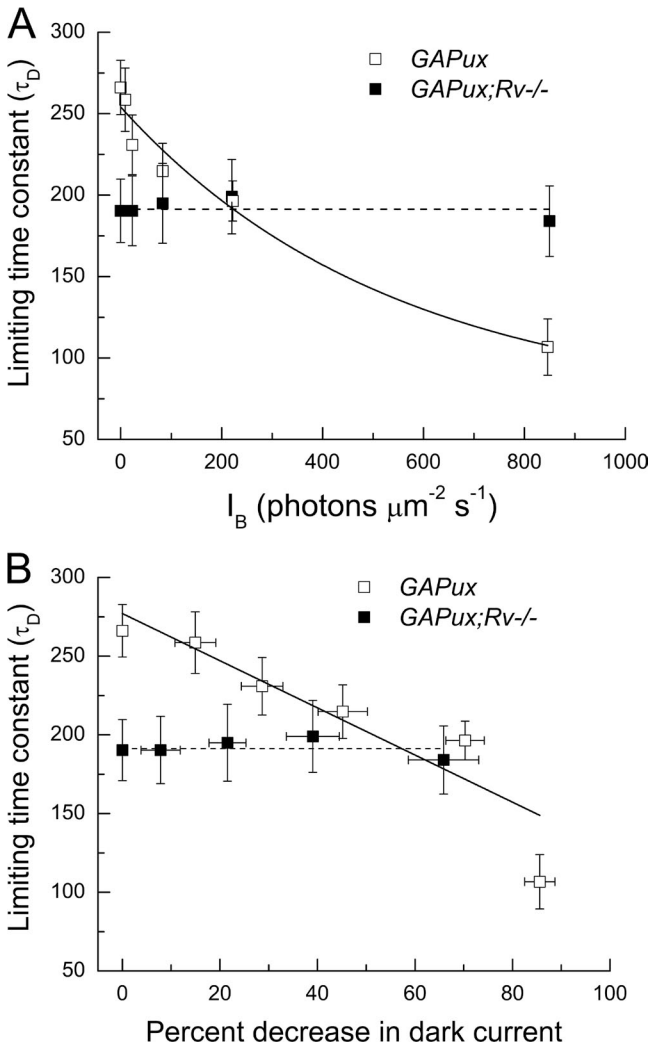 A
300
250
200
150
100
50
Limiting time constant (τD)
GAPux
GAPux;Rv-/-
0 200 400 600 800 1000
IB (photons μm-2 s-1)
B
300
250
200
150
100
50
Limiting time constant (τD)
GAPux
GAPux;Rv-/-
0 20 40 60 80 100
Percent decrease in dark current